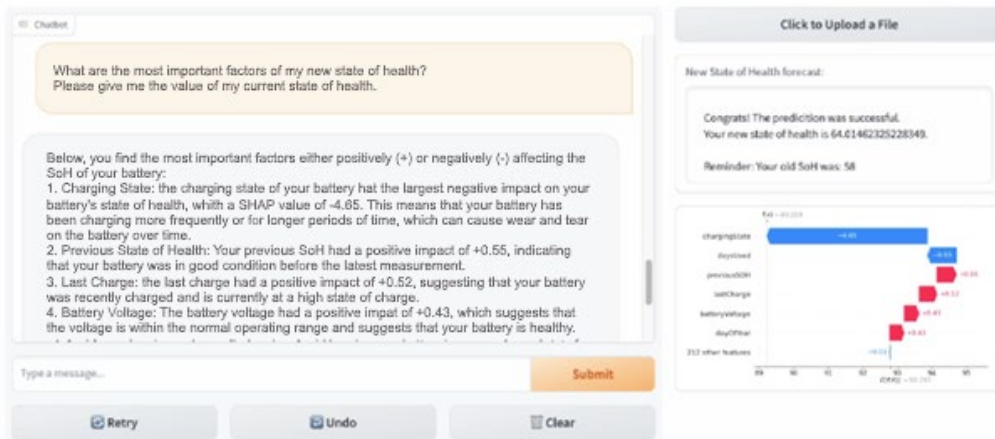 Chatbot
What are the most important factors of my new state of health?
Please give me the value of my current state of health.
Below, you find the most important factors either positively (+) or negatively (-) affecting the
SoH of your battery:
1. Charging State: the charging state of your battery hat the largest negative impact on your
battery's state of health, whith a SHAP value of -4.65. This means that your battery has
been charging more frequently or for longer periods of time, which can cause wear and tear
on the battery over time.
2. Previous State of Health: Your previous SoH had a positive impact of +0.55, indicating
that your battery was in good condition before the latest measurement.
3. Last Charge: the last charge had a positive impact of +0.52, suggesting that your battery
was recently charged and is currently at a high state of charge.
4. Battery Voltage: The battery voltage had a positive impat of +0.43, which suggests that
the voltage is within the normal operating range and suggests that your battery is healthy.
Type a message...
Submit
Retry
Undo
Clear
Click to Upload a File
New State of Health forecast:
Congrats! The predicition was successful.
Your new state of health is 64.01462325228349.
Reminder: Your old SoH was: 58
f(x)
chargingState
daysUsed
previousSOH
lastCharge
+0.52
batteryVoltage
+0.43
dayOfYear
212 other features
89 90 91 92 93 94 95